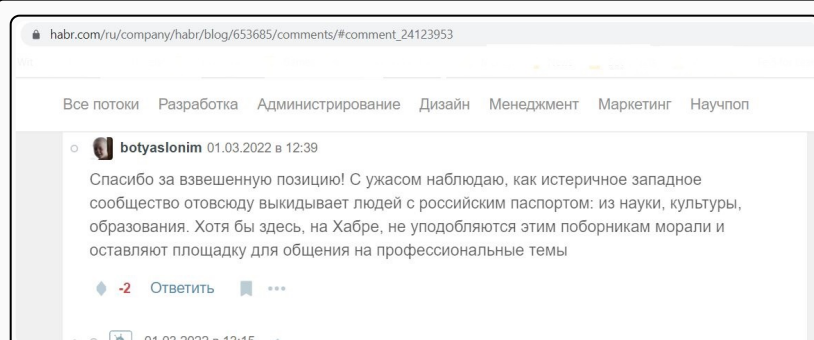 habr.com/ru/company/habr/blog/653685/comments/#comment_24123953
Все потоки Разработка Администрирование Дизайн Менеджмент Маркетинг Научпоп
botyaslonim 01.03.2022 в 12:39
Спасибо за взвешенную позицию! С ужасом наблюдаю, как истеричное западное
сообщество отовсюду выкидывает людей с российским паспортом: из науки, культуры,
образования. Хотя бы здесь, на Хабре, не уподобляются этим поборникам морали и
оставляют площадку для общения на профессиональные темы
-2 Ответить
01.03.2022 в 13:15